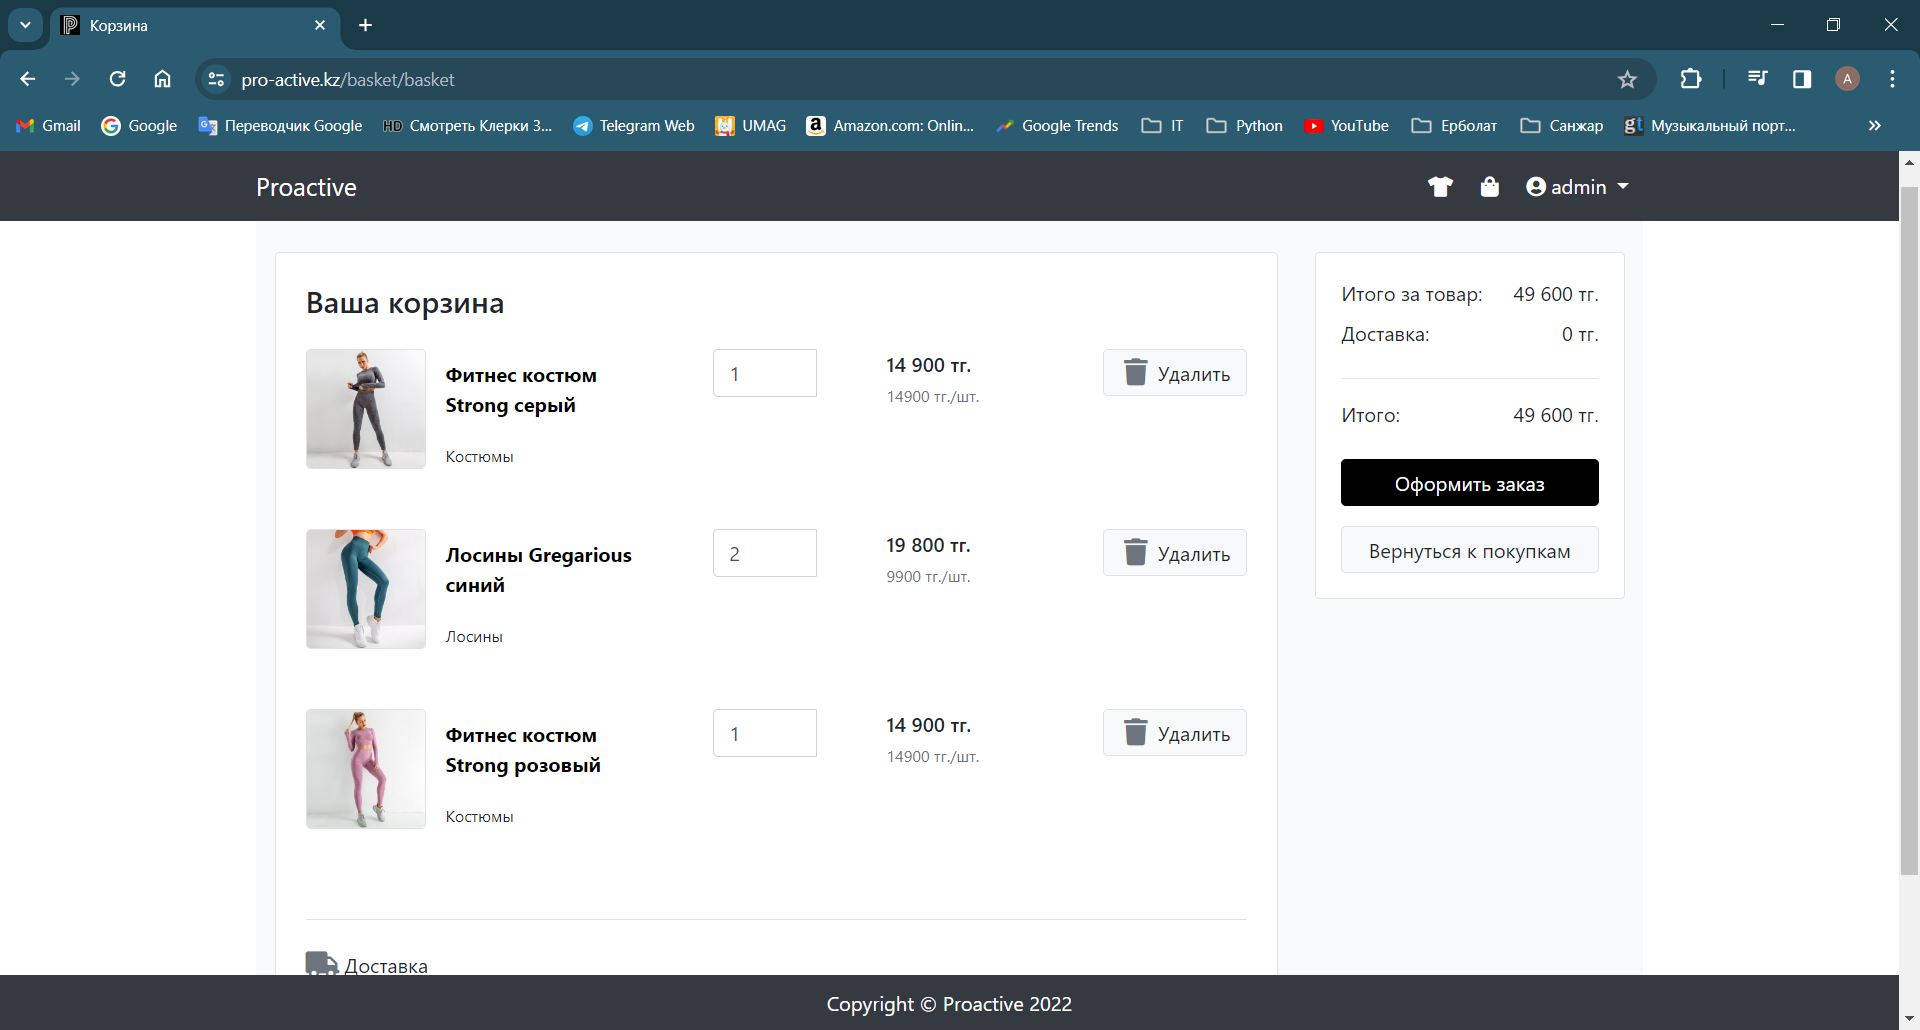 Корзина
pro-active.kz/basket/basket
Gmail
Google
Переводчик Google
HD Смотреть Клерки 3...
Telegram Web
UMAG
Amazon.com: Onlin...
Google Trends
IT
Python
YouTube
Ерболат
Санжар
gt Музыкальный порт...
A
Proactive
admin
Ваша корзина
Фитнес костюм
Strong серый
Костюмы
1
14 900 тг.
14900 тг./шт.
Удалить
Лосины Gregarious
синий
Лосины
2
19 800 тг.
9900 тг./шт.
Удалить
Фитнес костюм
Strong розовый
Костюмы
1
14 900 тг.
14900 тг./шт.
Удалить
Доставка
Итого за товар: 49 600 тг.
Доставка: 0 тг.
Итого: 49 600 тг.
Оформить заказ
Вернуться к покупкам
Copyright © Proactive 2022